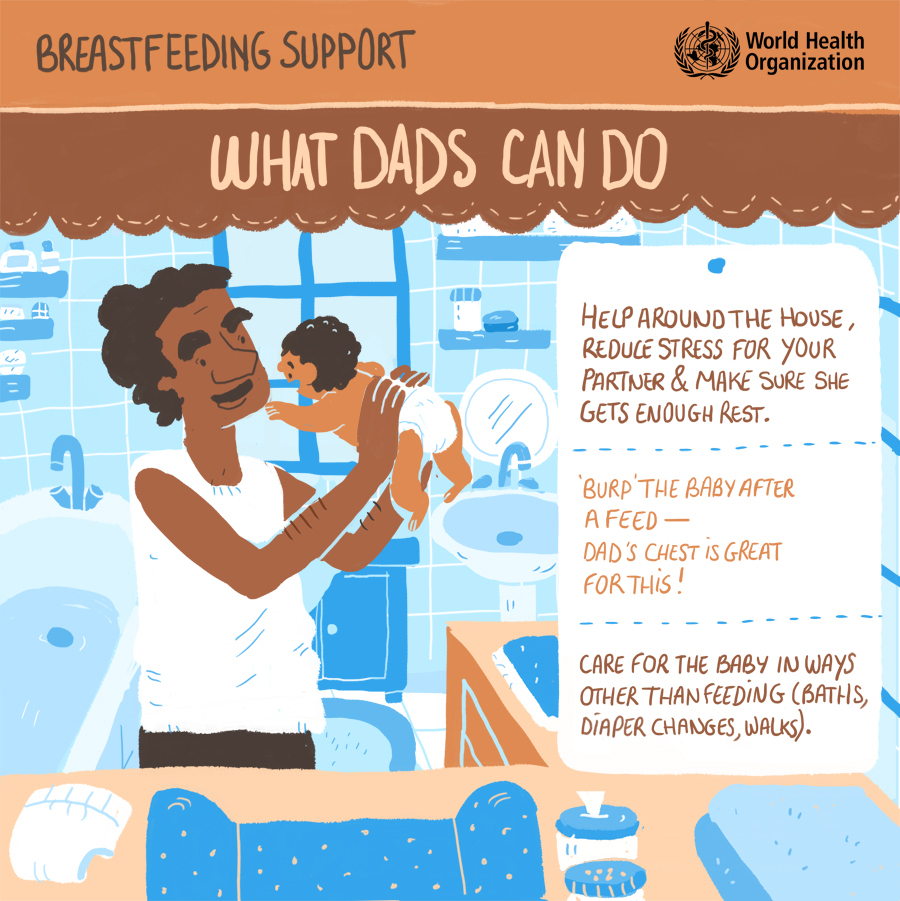 BREASTFEEDING SUPPORT
World Health
Organization
WHAT DADS CAN DO
HELP AROUND THE HOUSE,
REDUCE STRESS FOR YOUR
PARTNER & MAKE SURE SHE
GETS ENOUGH REST.
'BURP' THE BABY AFTER
A FEED —
DAD'S CHEST IS GREAT
FOR THIS!
CARE FOR THE BABY IN WAYS
OTHER THAN FEEDING (BATHS,
DIAPER CHANGES, WALKS).